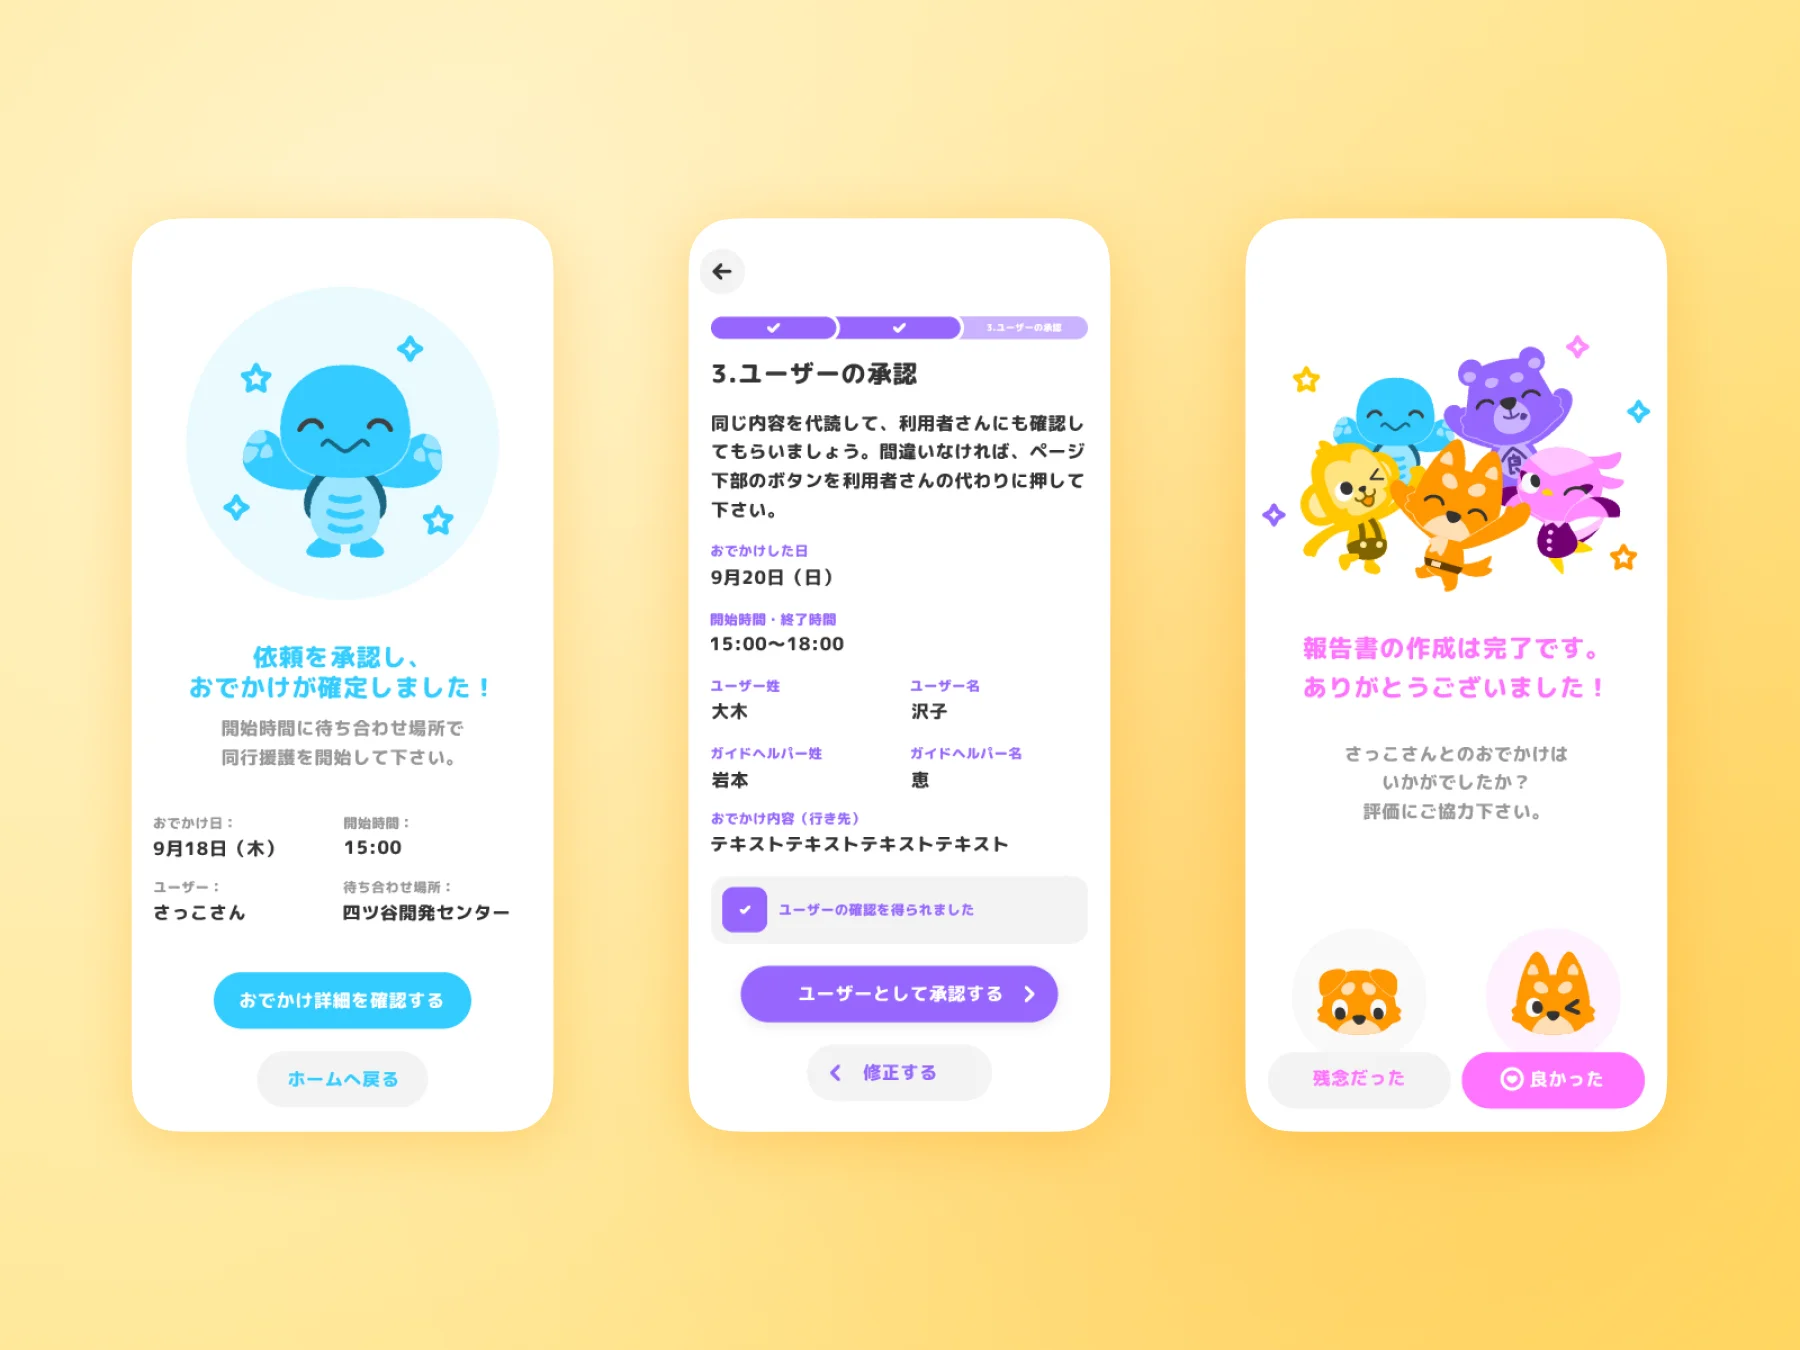 依頼を承認し、
おでかけが確定しました！
開始時間に待ち合わせ場所で
同行援護を開始して下さい。
おでかけ日：
9月18日（木）
開始時間：
15:00
ユーザー：
さっこさん
待ち合わせ場所：
四ツ谷開発センター
おでかけ詳細を確認する
ホームへ戻る
3.ユーザーの承認
3.ユーザーの承認
同じ内容を代読して、利用者さんにも確認し
てもらいましょう。間違いなければ、ページ
下部のボタンを利用者さんの代わりに押して
下さい。
おでかけした日
9月20日（日）
開始時間・終了時間
15:00〜18:00
ユーザー姓
大木
ユーザー名
沢子
ガイドヘルパー姓
岩本
ガイドヘルパー名
恵
おでかけ内容（行き先）
テキストテキストテキストテキスト
ユーザーの確認を得られました
ユーザーとして承認する
修正する
良
報告書の作成は完了です。
ありがとうございました！
さっこさんとのおでかけは
いかがでしたか？
評価にご協力下さい。
残念だった
良かった